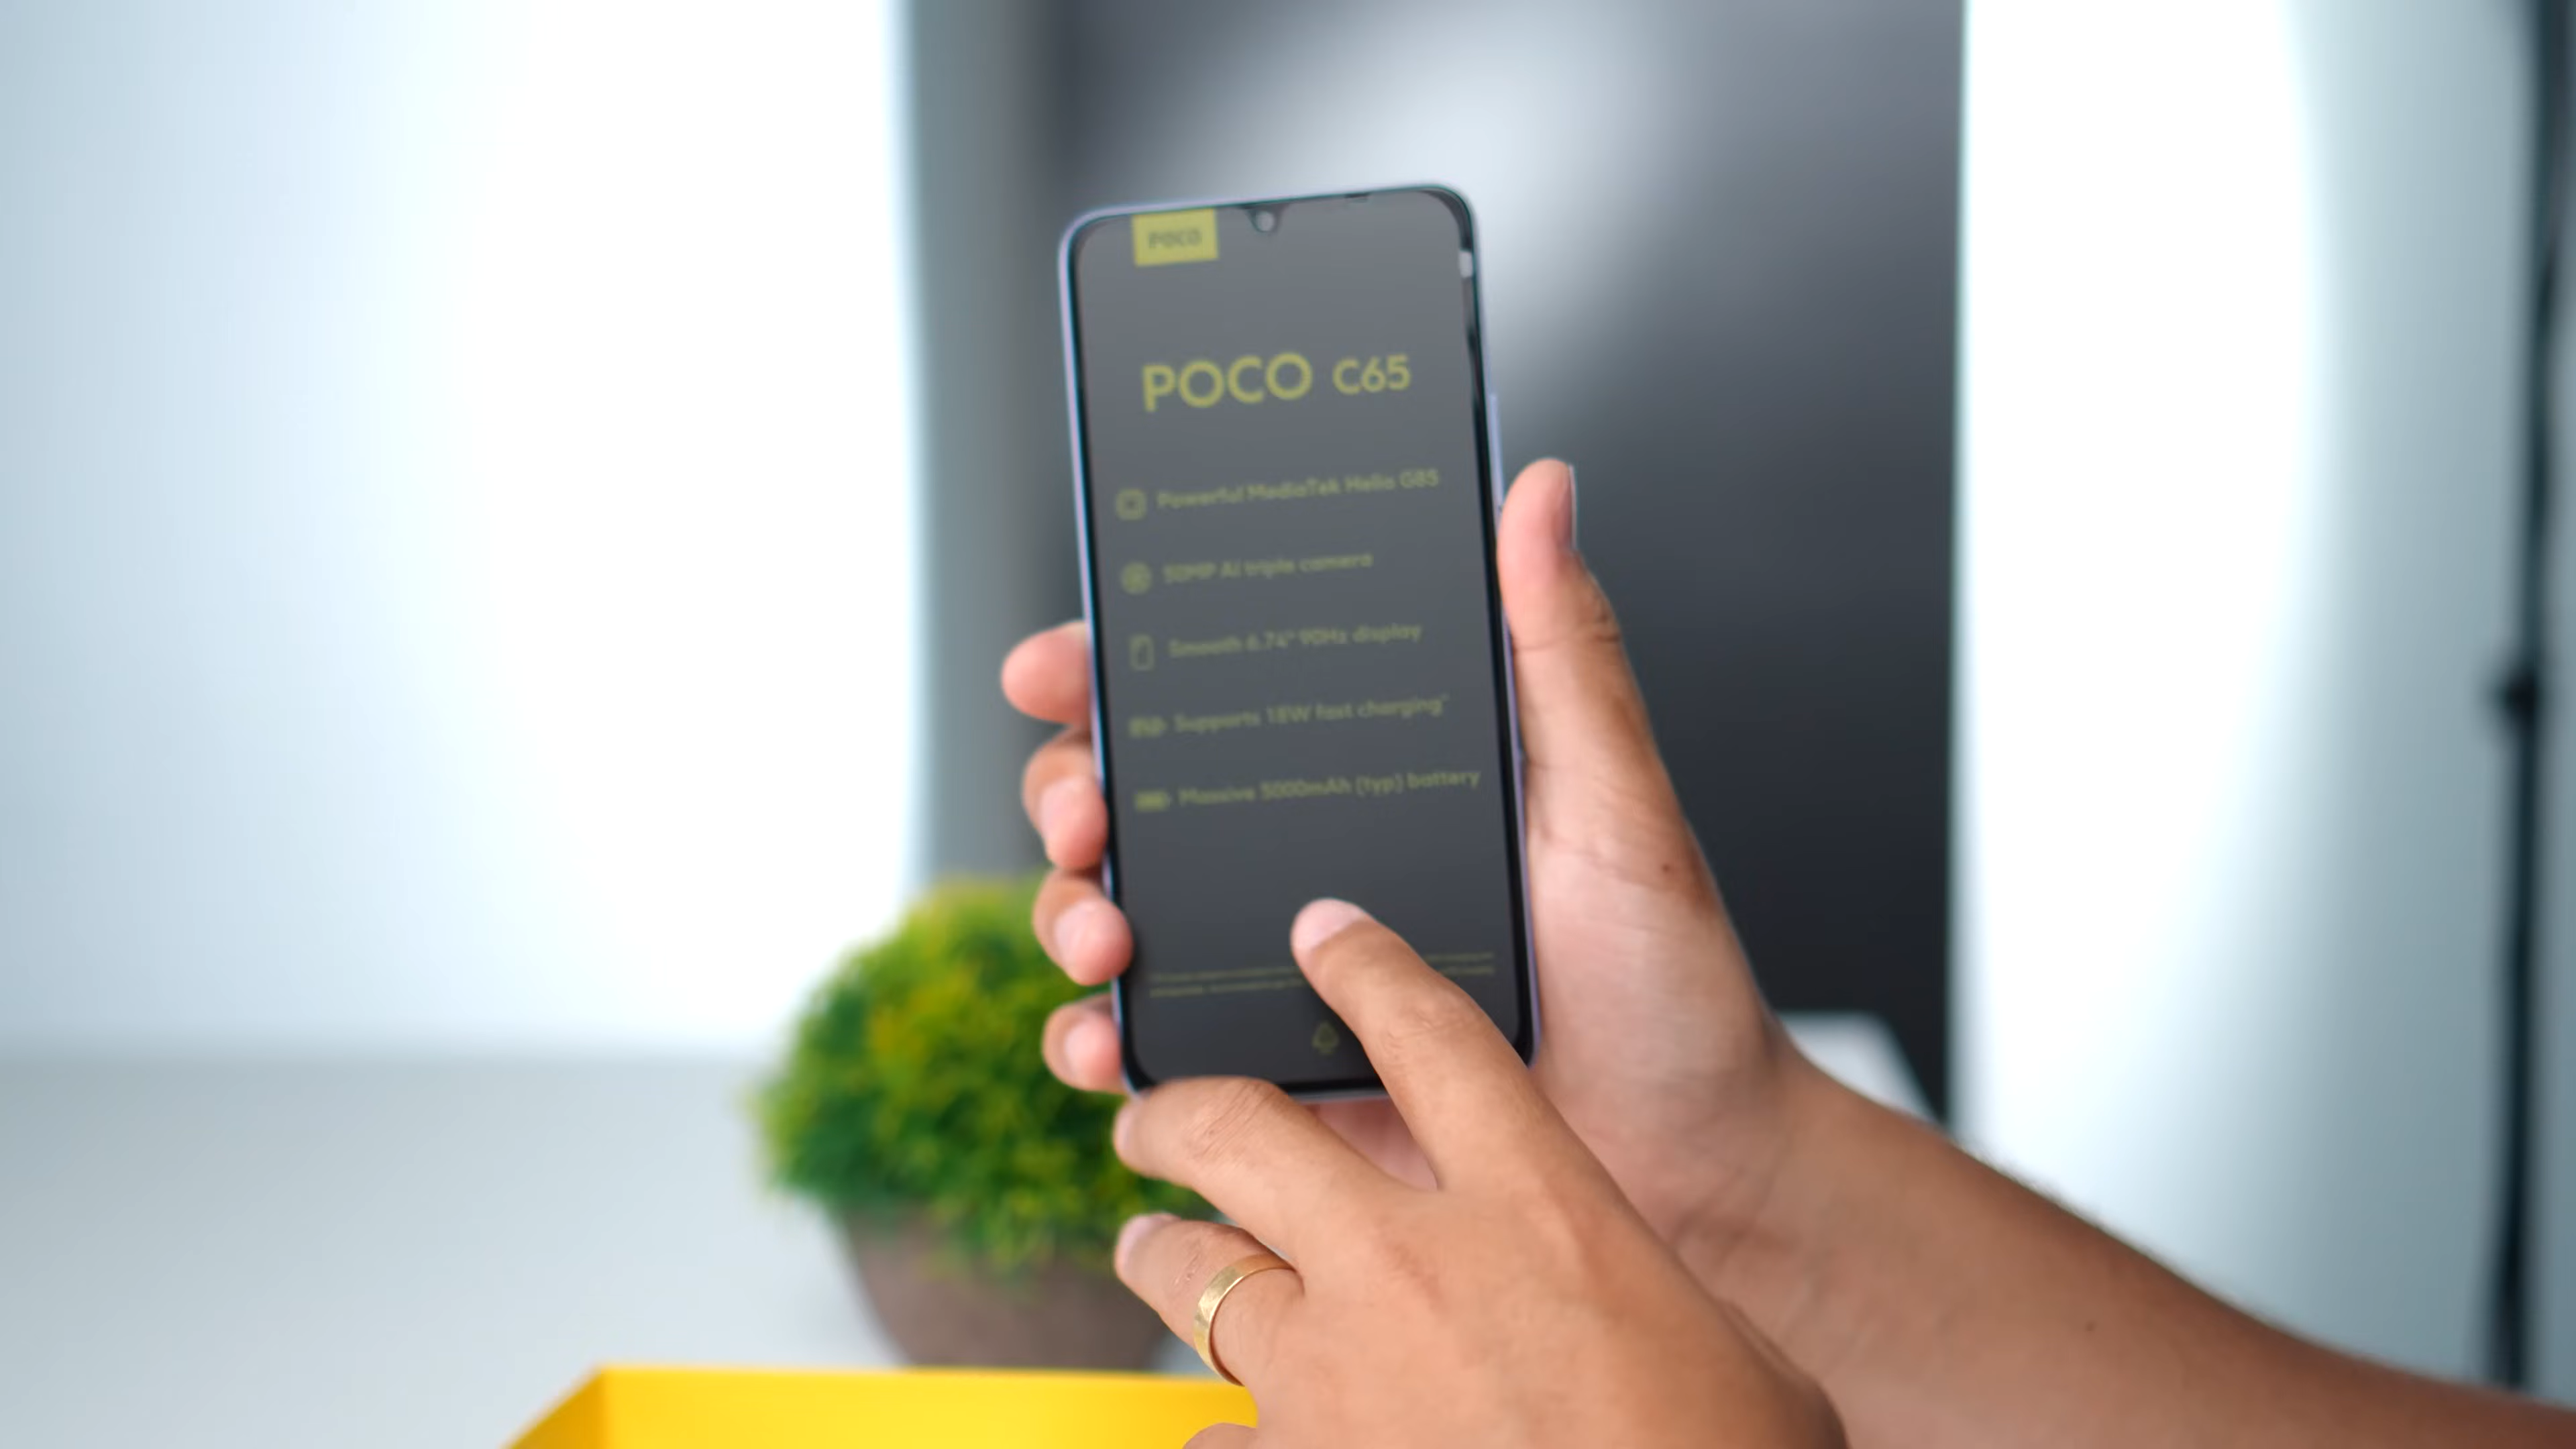 POCO
POCO C65
Powerful MediaTek Helio G85
50MP AI triple camera
Smooth 6.74" 90Hz display
Supports 18W fast charging*
Massive 5000mAh (typ) battery